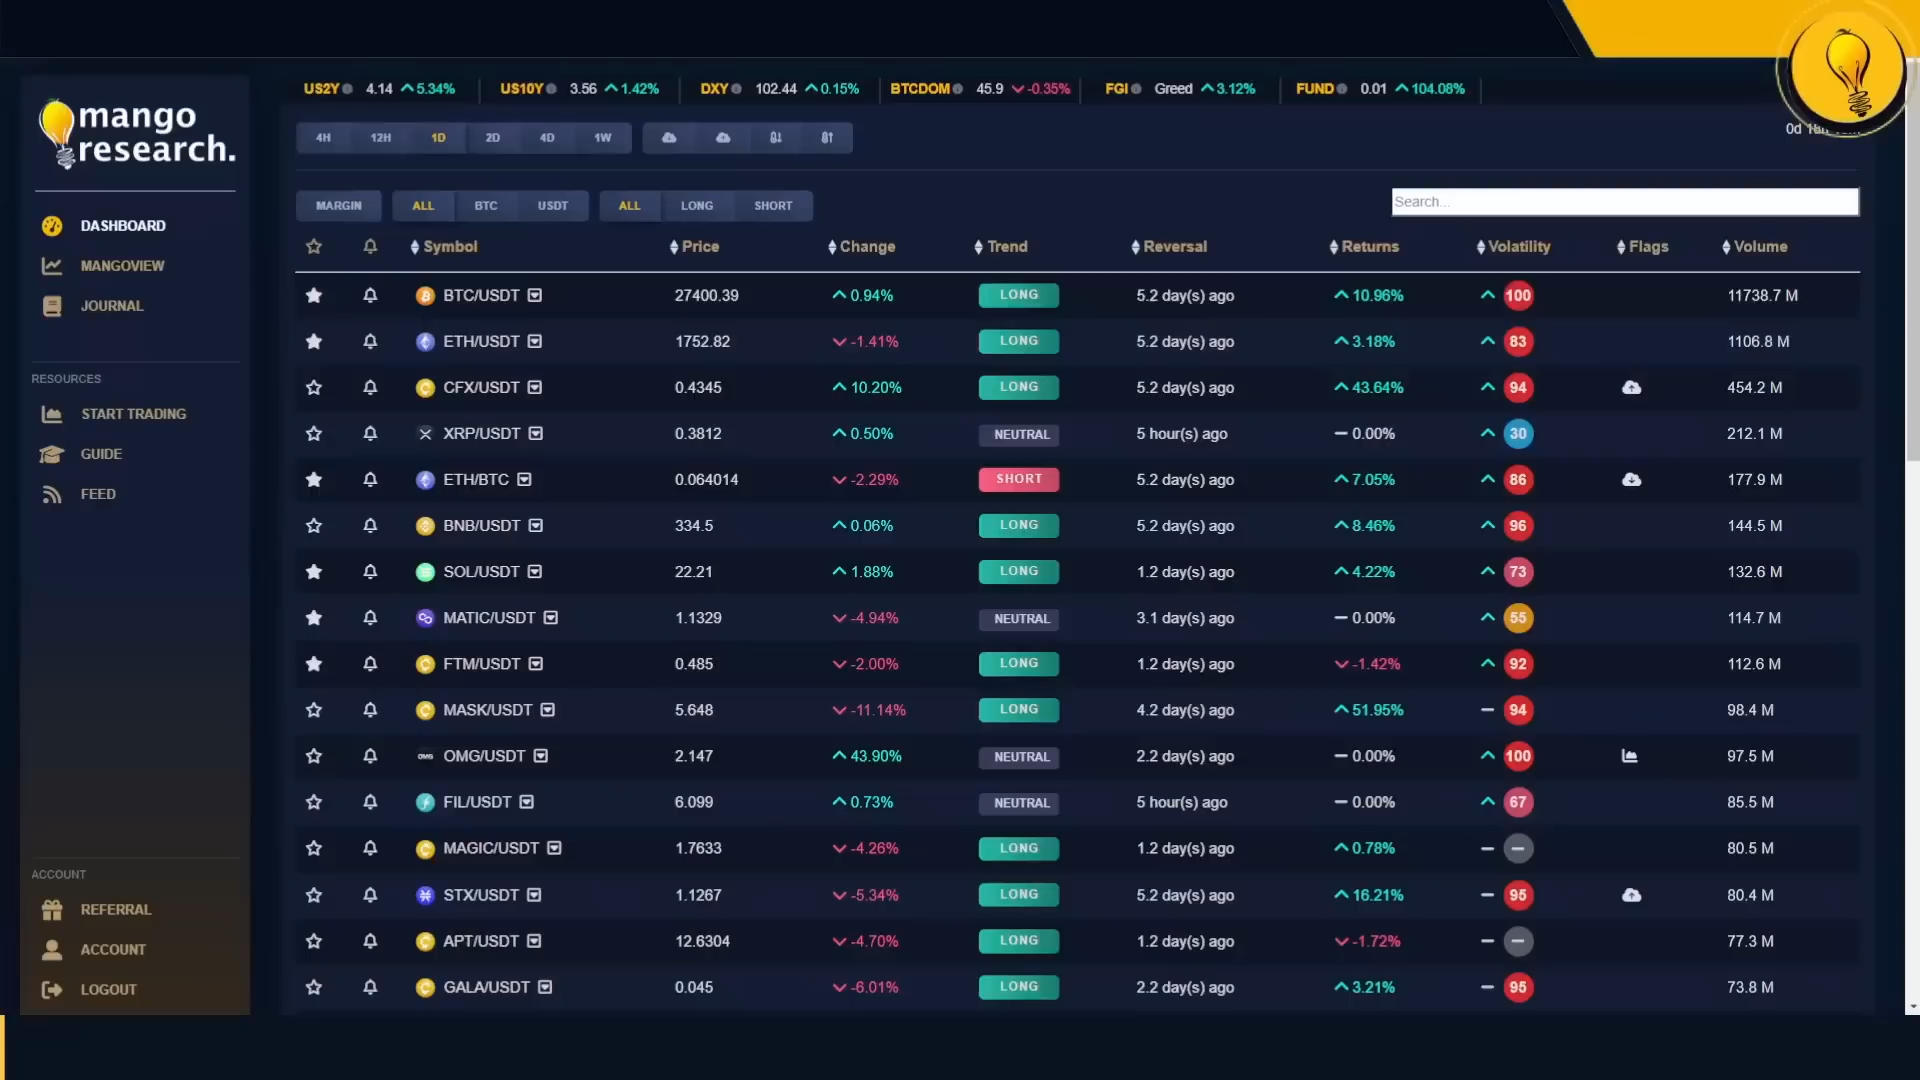 US2Y 4.14 5.34% US10Y 3.56 1.42% DXY 102.44 0.15% BTCDOM 45.9 -0.35% FGI Greed 3.12% FUND 0.01 104.08%
mango
research.
4H 12H 1D 2D 4D 1W
0d
MARGIN ALL BTC USDT ALL LONG SHORT Search...
DASHBOARD
MANGOVIEW
JOURNAL
RESOURCES
START TRADING
GUIDE
FEED
ACCOUNT
REFERRAL
ACCOUNT
LOGOUT
Symbol Price Change Trend Reversal Returns Volatility Flags Volume
BTC/USDT 27400.39 0.94% LONG 5.2 day(s) ago 10.96% 100 11738.7 M
ETH/USDT 1752.82 -1.41% LONG 5.2 day(s) ago 3.18% 83 1106.8 M
CFX/USDT 0.4345 10.20% LONG 5.2 day(s) ago 43.64% 94 454.2 M
XRP/USDT 0.3812 0.50% NEUTRAL 5 hour(s) ago 0.00% 30 212.1 M
ETH/BTC 0.064014 -2.29% SHORT 5.2 day(s) ago 7.05% 86 177.9 M
BNB/USDT 334.5 0.06% LONG 5.2 day(s) ago 8.46% 96 144.5 M
SOL/USDT 22.21 1.88% LONG 1.2 day(s) ago 4.22% 73 132.6 M
MATIC/USDT 1.1329 -4.94% NEUTRAL 3.1 day(s) ago 0.00% 55 114.7 M
FTM/USDT 0.485 -2.00% LONG 1.2 day(s) ago -1.42% 92 112.6 M
MASK/USDT 5.648 -11.14% LONG 4.2 day(s) ago 51.95% 94 98.4 M
OMG OMG/USDT 2.147 43.90% NEUTRAL 2.2 day(s) ago 0.00% 100 97.5 M
FIL/USDT 6.099 0.73% NEUTRAL 5 hour(s) ago 0.00% 67 85.5 M
MAGIC/USDT 1.7633 -4.26% LONG 1.2 day(s) ago 0.78% 80.5 M
STX/USDT 1.1267 -5.34% LONG 5.2 day(s) ago 16.21% 95 80.4 M
APT/USDT 12.6304 -4.70% LONG 1.2 day(s) ago -1.72% 77.3 M
GALA/USDT 0.045 -6.01% LONG 2.2 day(s) ago 3.21% 95 73.8 M